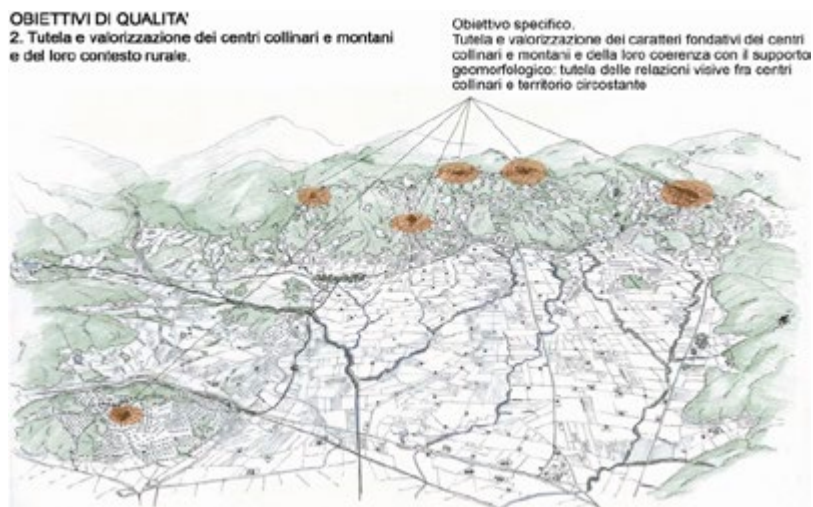 OBIETTIVI DI QUALITA'
2. Tutela e valorizzazione dei centri collinari e montani
e del loro contesto rurale.
Obiettivo specifico.
Tutela e valorizzazione dei caratteri fondativi dei centri
collinari e montani e della loro coerenza con il supporto
geomorfologico: tutela delle relazioni visive fra centri
collinari e territorio circostante